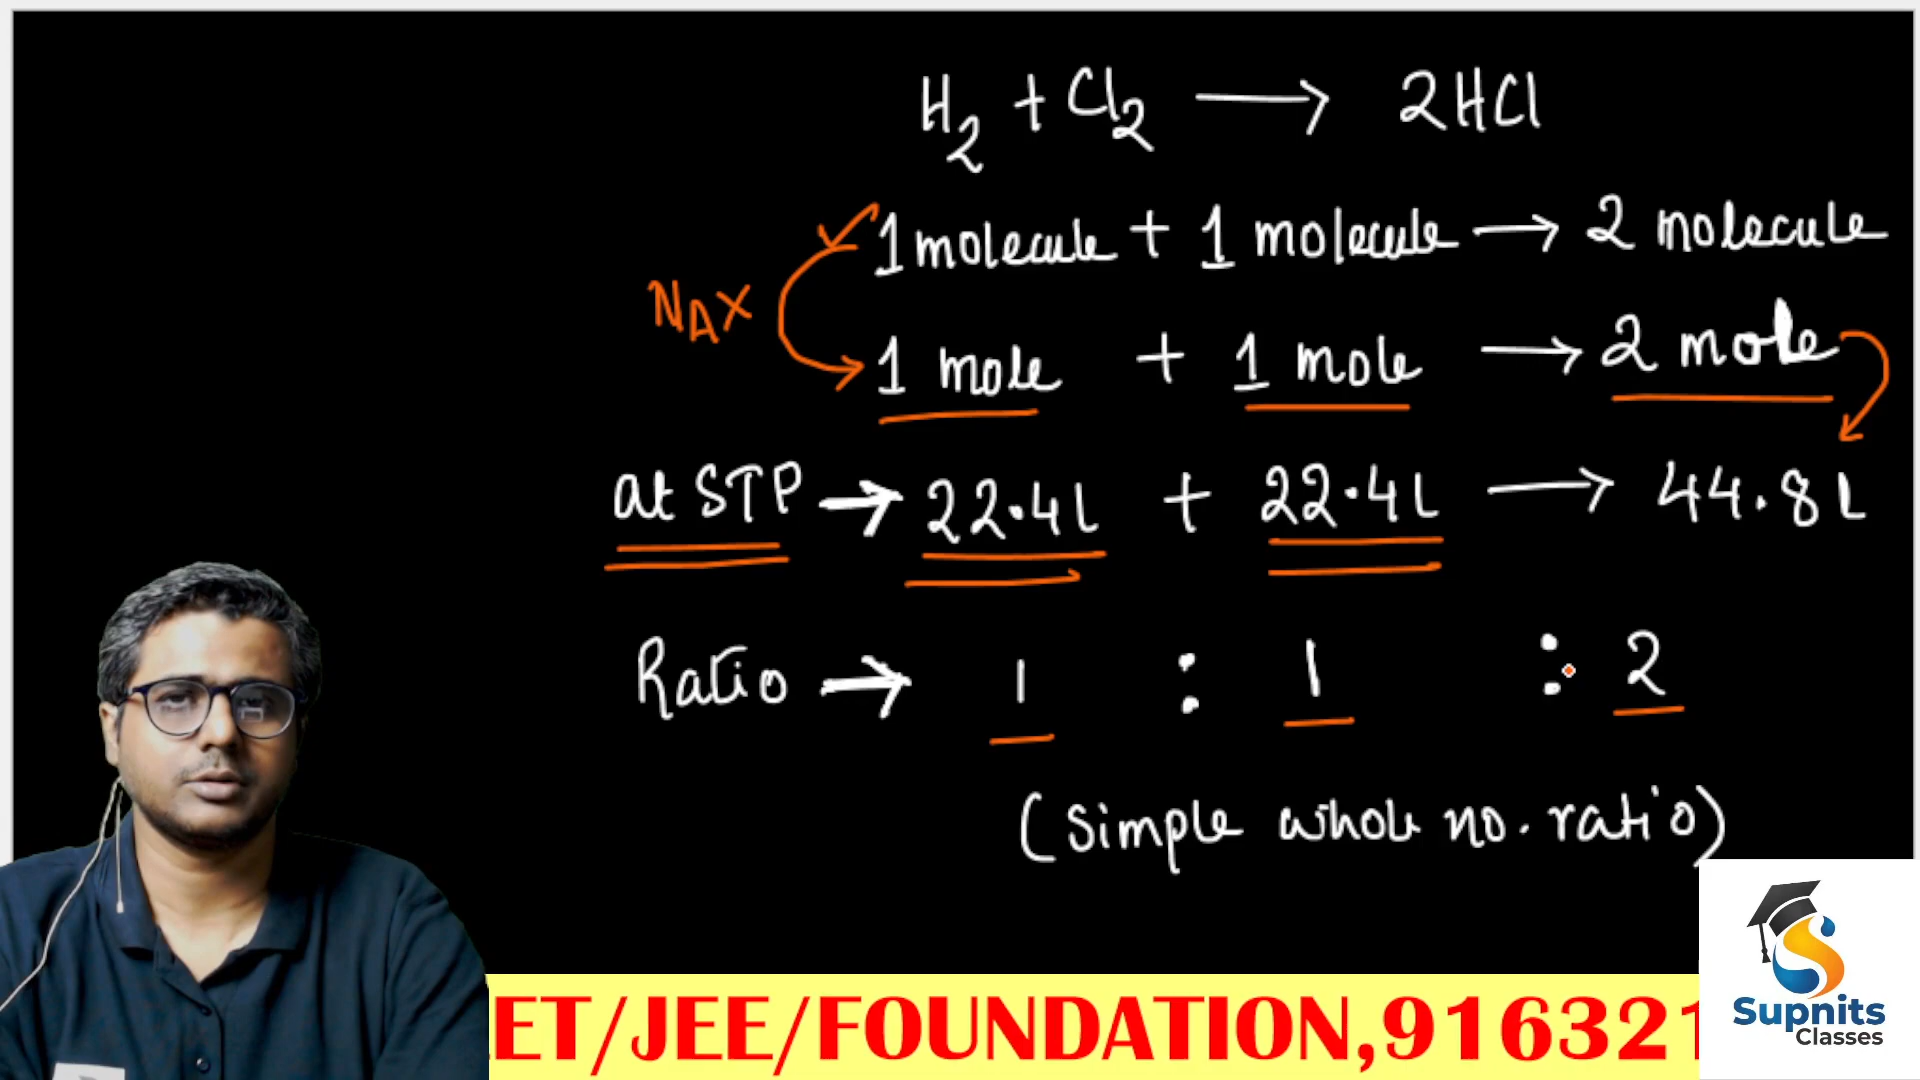 H₂ + Cl₂ → 2HCl
1 molecule + 1 molecule → 2 molecule
NAX
1 mole + 1 mole → 2 mole
at STP → 22.4L + 22.4L → 44.8L
Ratio → 1 : 1 : 2
(simple whole no. ratio)
ET/JEE/FOUNDATION,916321
Supnits
Classes